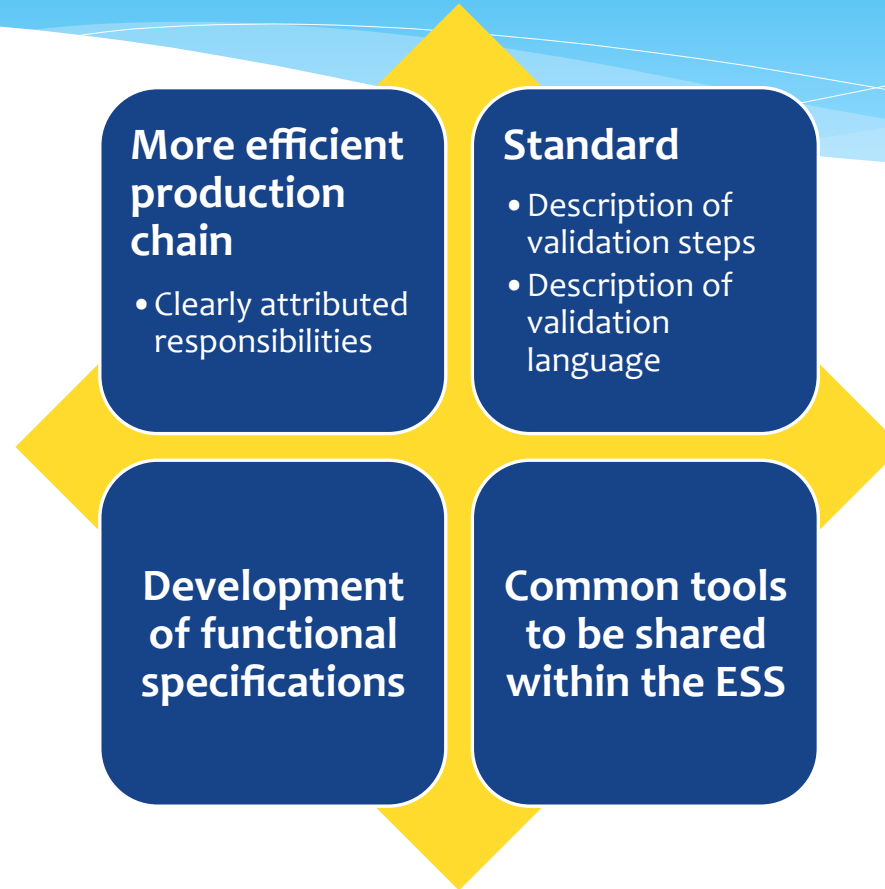 More efficient
production
chain
• Clearly attributed
responsibilities
Standard
• Description of
validation steps
• Description of
validation
language
Development
of functional
specifications
Common tools
to be shared
within the ESS